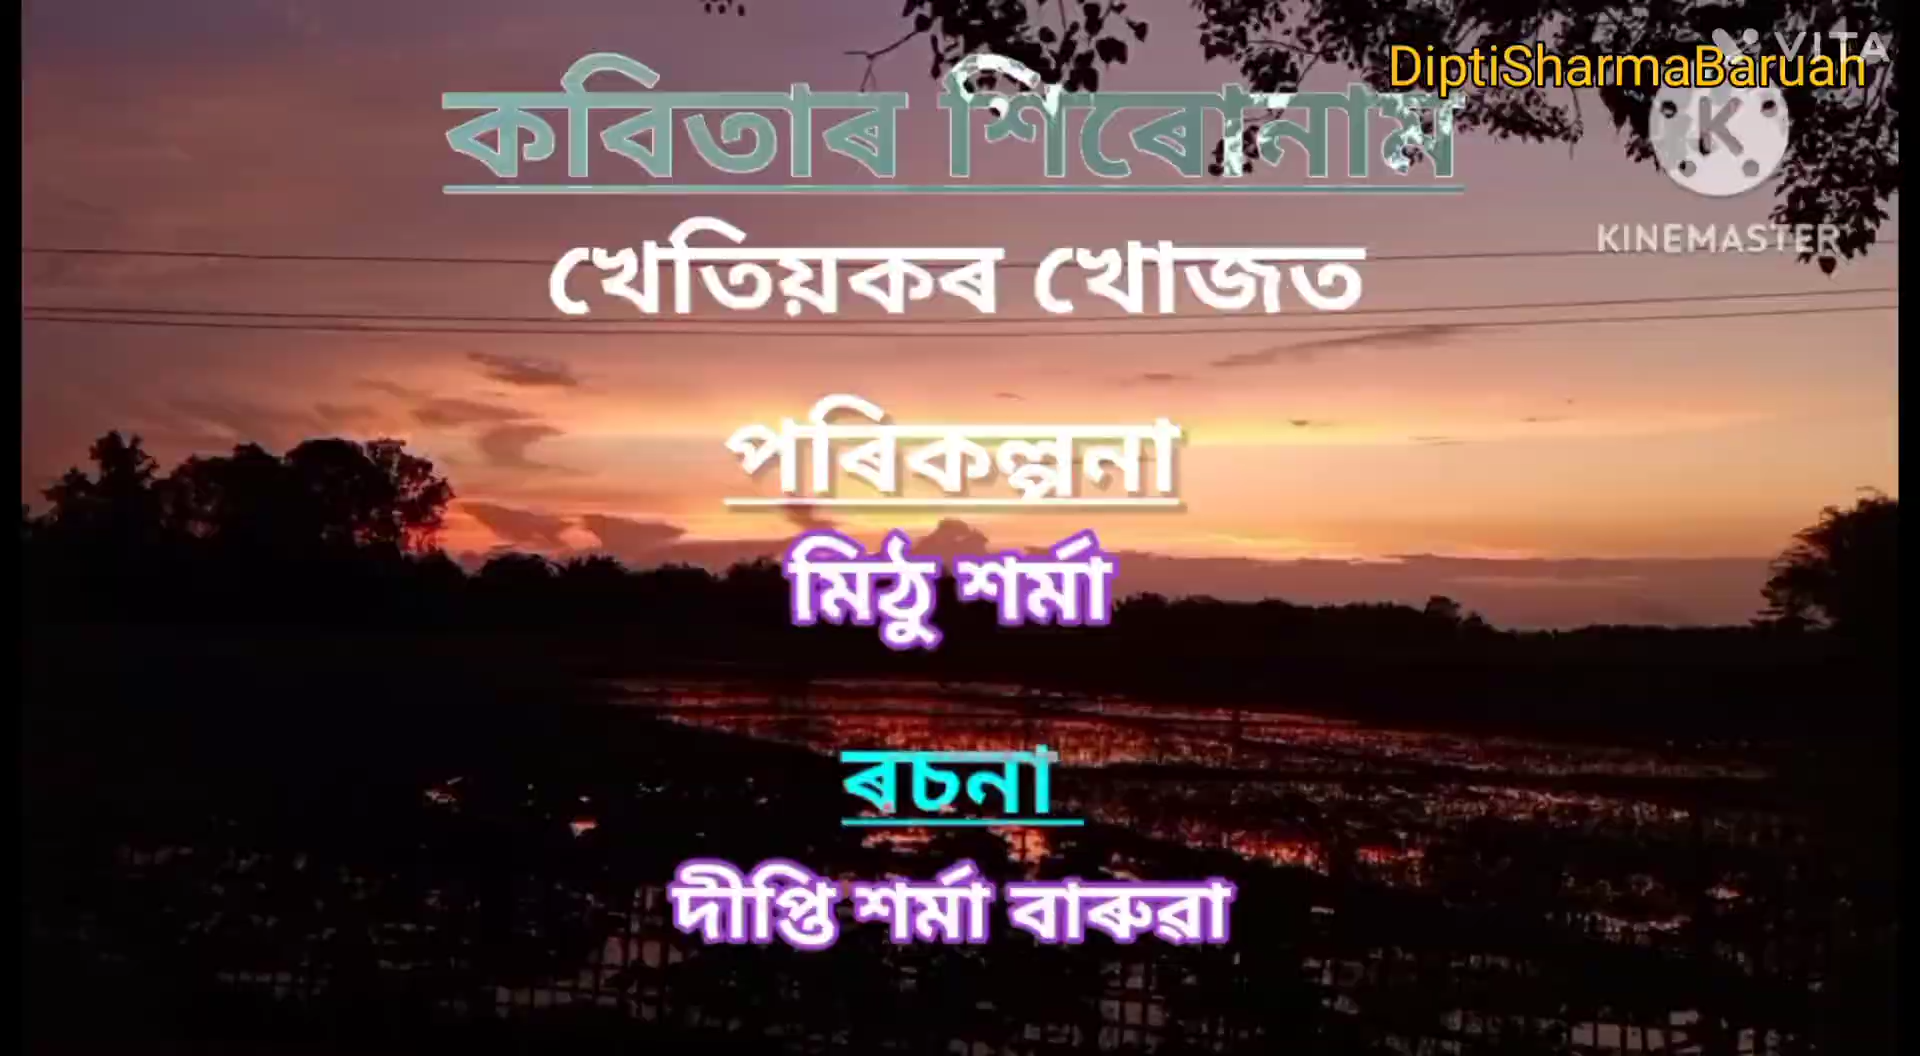 DiptiSharmaBaruah
VITA
কবিতাৰ শিৰোনাম
K
KINEMASTER
খেতিয়কৰ খোজত
পৰিকল্পনা
মিঠু শৰ্মা
ৰচনা
দীপ্তি শৰ্মা বাৰুৱা